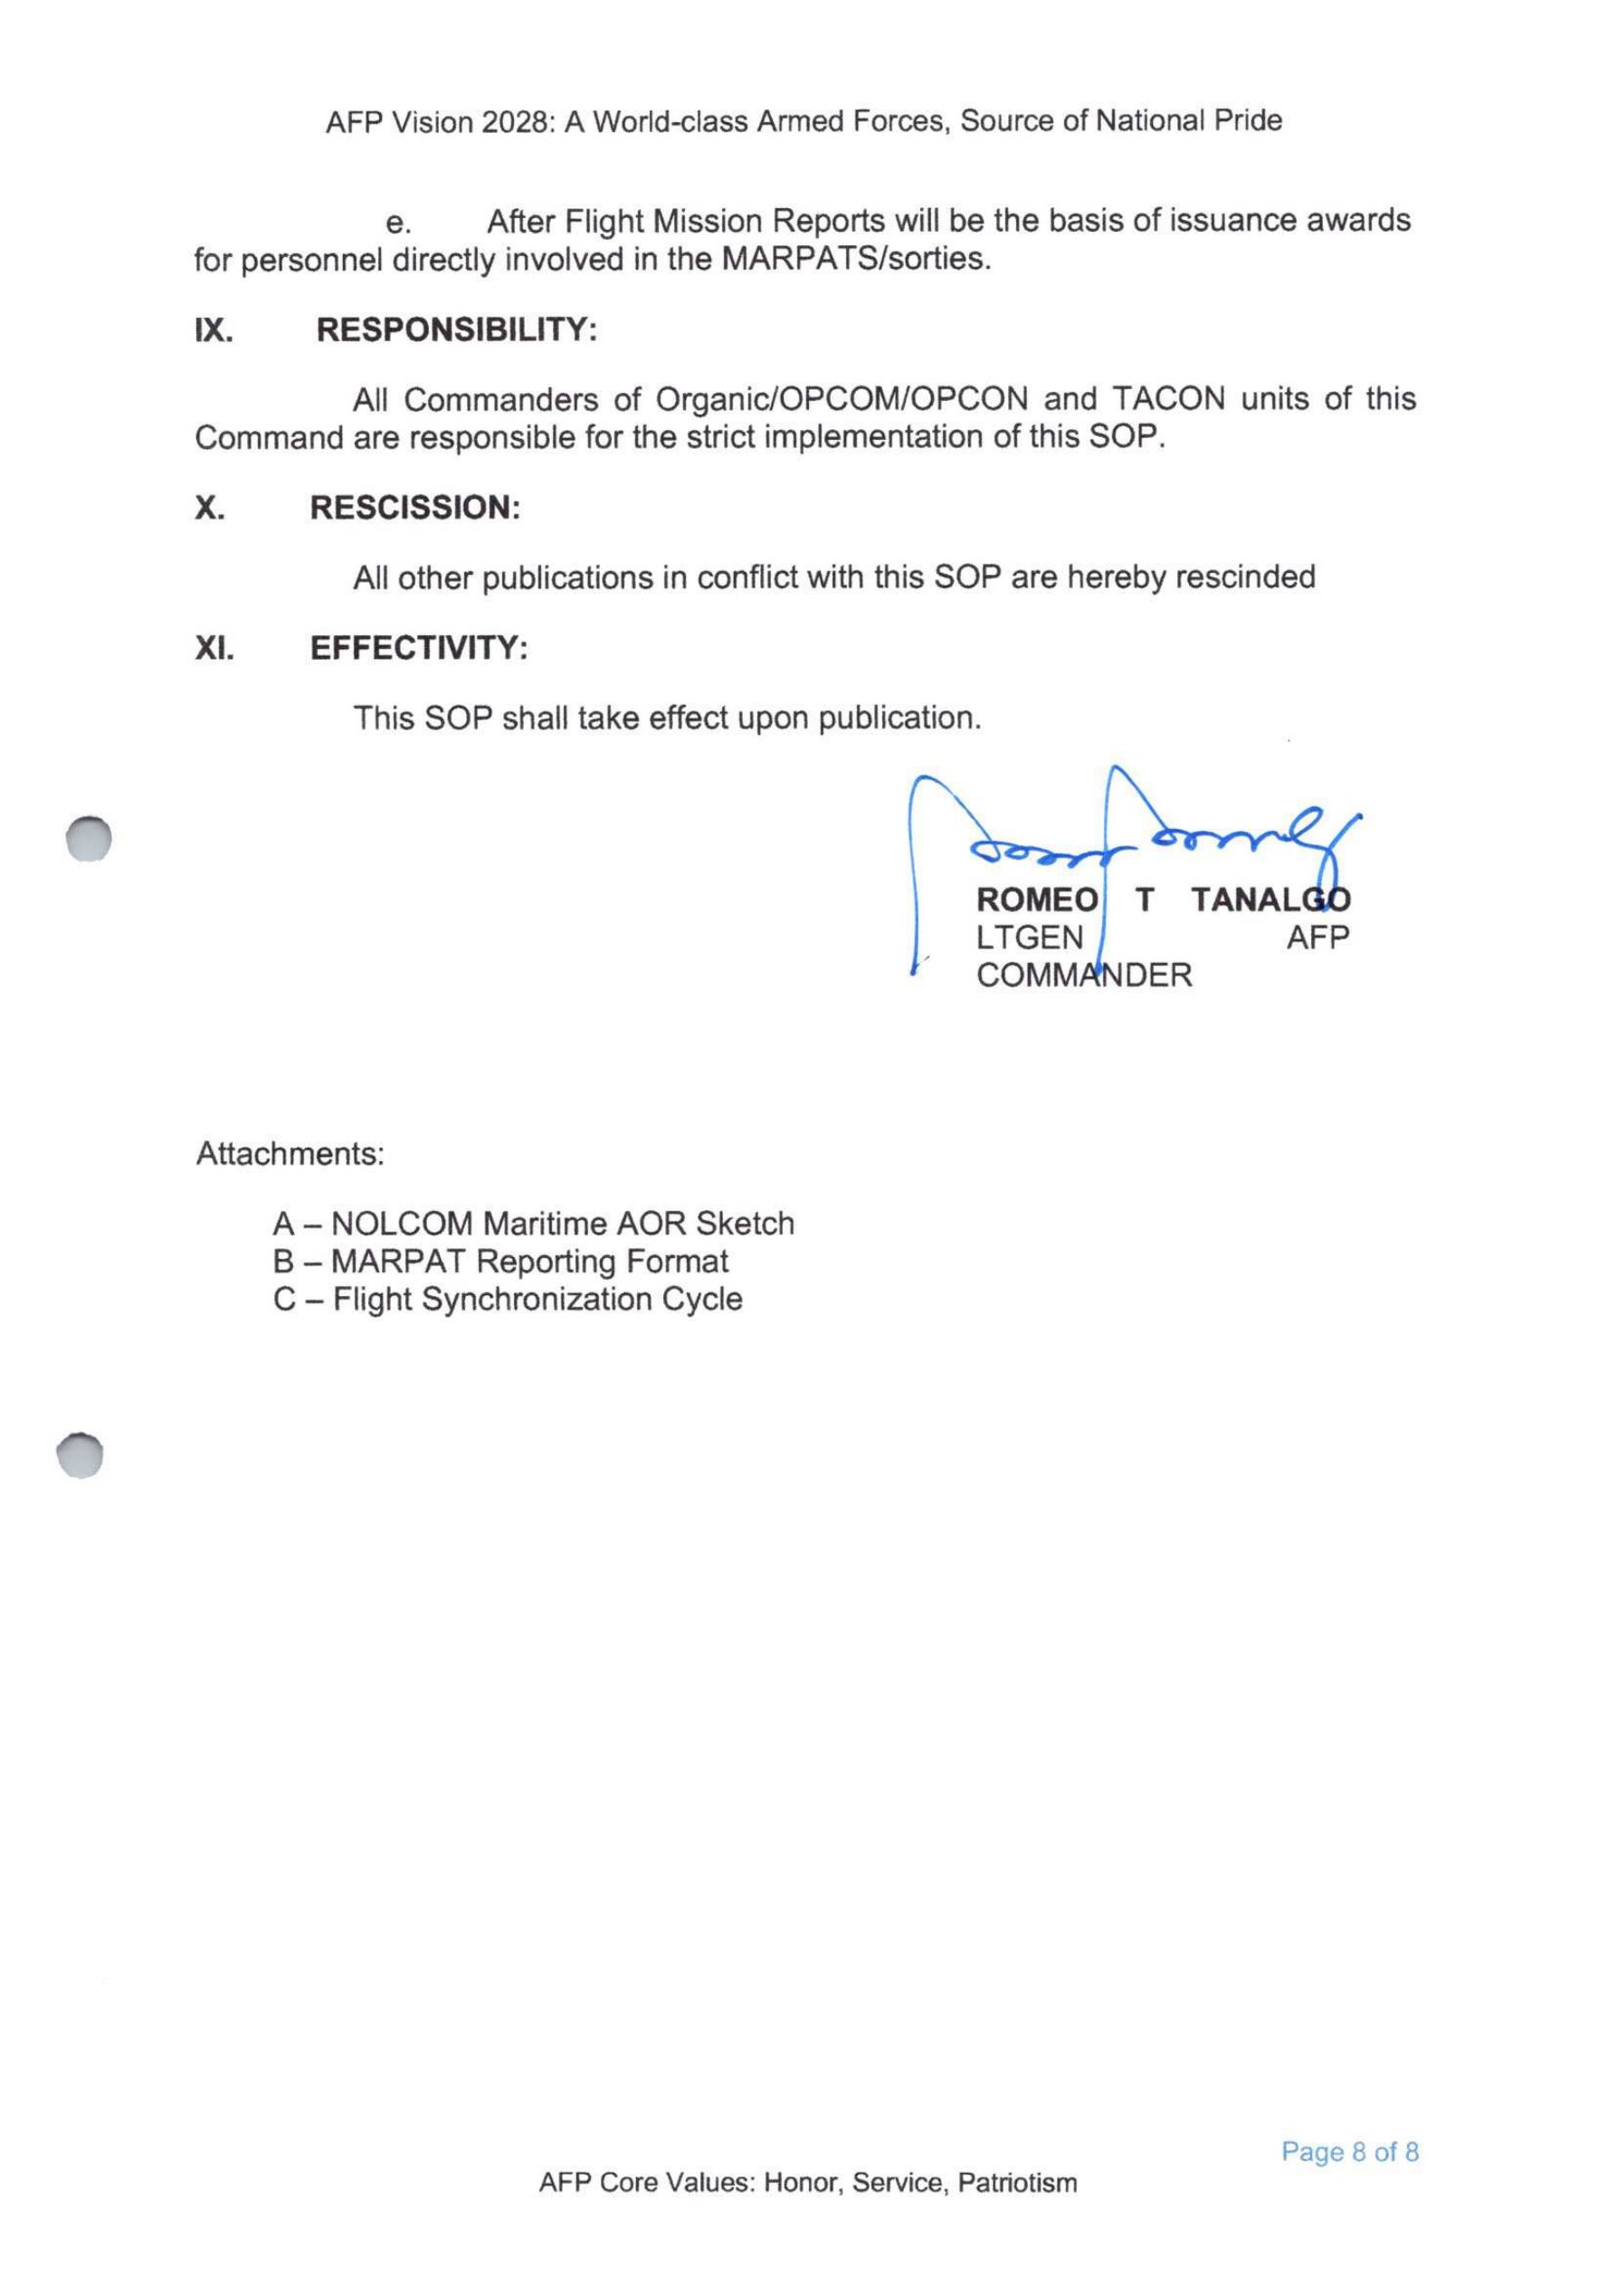 AFP Vision 2028: A World-class Armed Forces, Source of National Pride
e. After Flight Mission Reports will be the basis of issuance awards
for personnel directly involved in the MARPATS/sorties.
IX. RESPONSIBILITY:
All Commanders of Organic/OPCOM/OPCON and TACON units of this
Command are responsible for the strict implementation of this SOP.
X. RESCISSION:
All other publications in conflict with this SOP are hereby rescinded
XI. EFFECTIVITY:
This SOP shall take effect upon publication.
ROMEO T TANALGO
LTGEN AFP
COMMANDER
Attachments:
A – NOLCOM Maritime AOR Sketch
B – MARPAT Reporting Format
C – Flight Synchronization Cycle
Page 8 of 8
AFP Core Values: Honor, Service, Patriotism